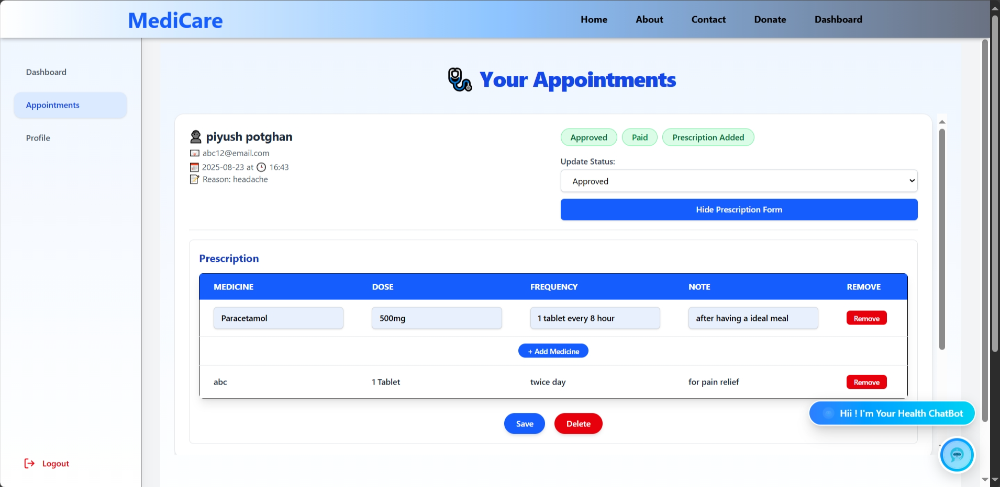 MediCare
Home About Contact Donate Dashboard
Dashboard
Appointments
Profile
Logout
Your Appointments
piyush potghan
abc12@email.com
2025-08-23 at 16:43
Reason: headache
Approved Paid Prescription Added
Update Status:
Approved
Hide Prescription Form
Prescription
MEDICINE DOSE FREQUENCY NOTE REMOVE
Paracetamol 500mg 1 tablet every 8 hour after having a ideal meal Remove
+ Add Medicine
abc 1 Tablet twice day for pain relief Remove
Save Delete
Hii ! I'm Your Health ChatBot